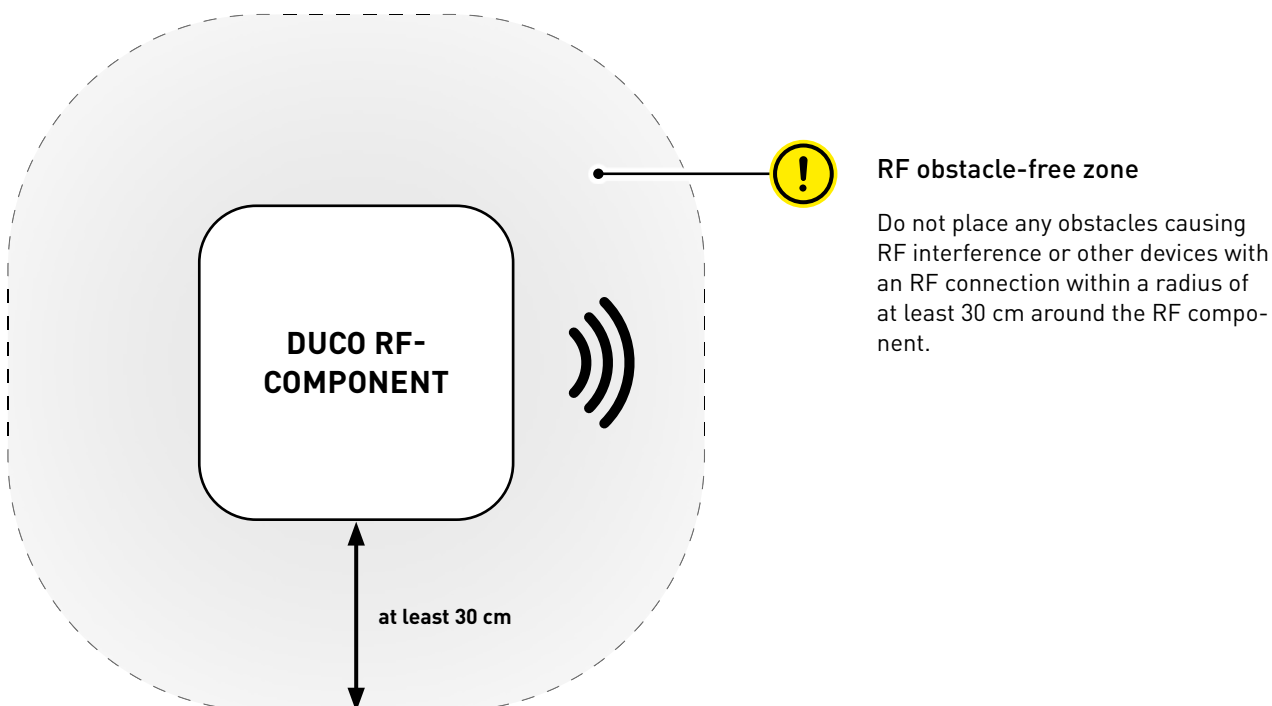 RF obstacle-free zone
Do not place any obstacles causing
RF interference or other devices with
an RF connection within a radius of
at least 30 cm around the RF compo-
nent.
DUCO RF-
COMPONENT
at least 30 cm